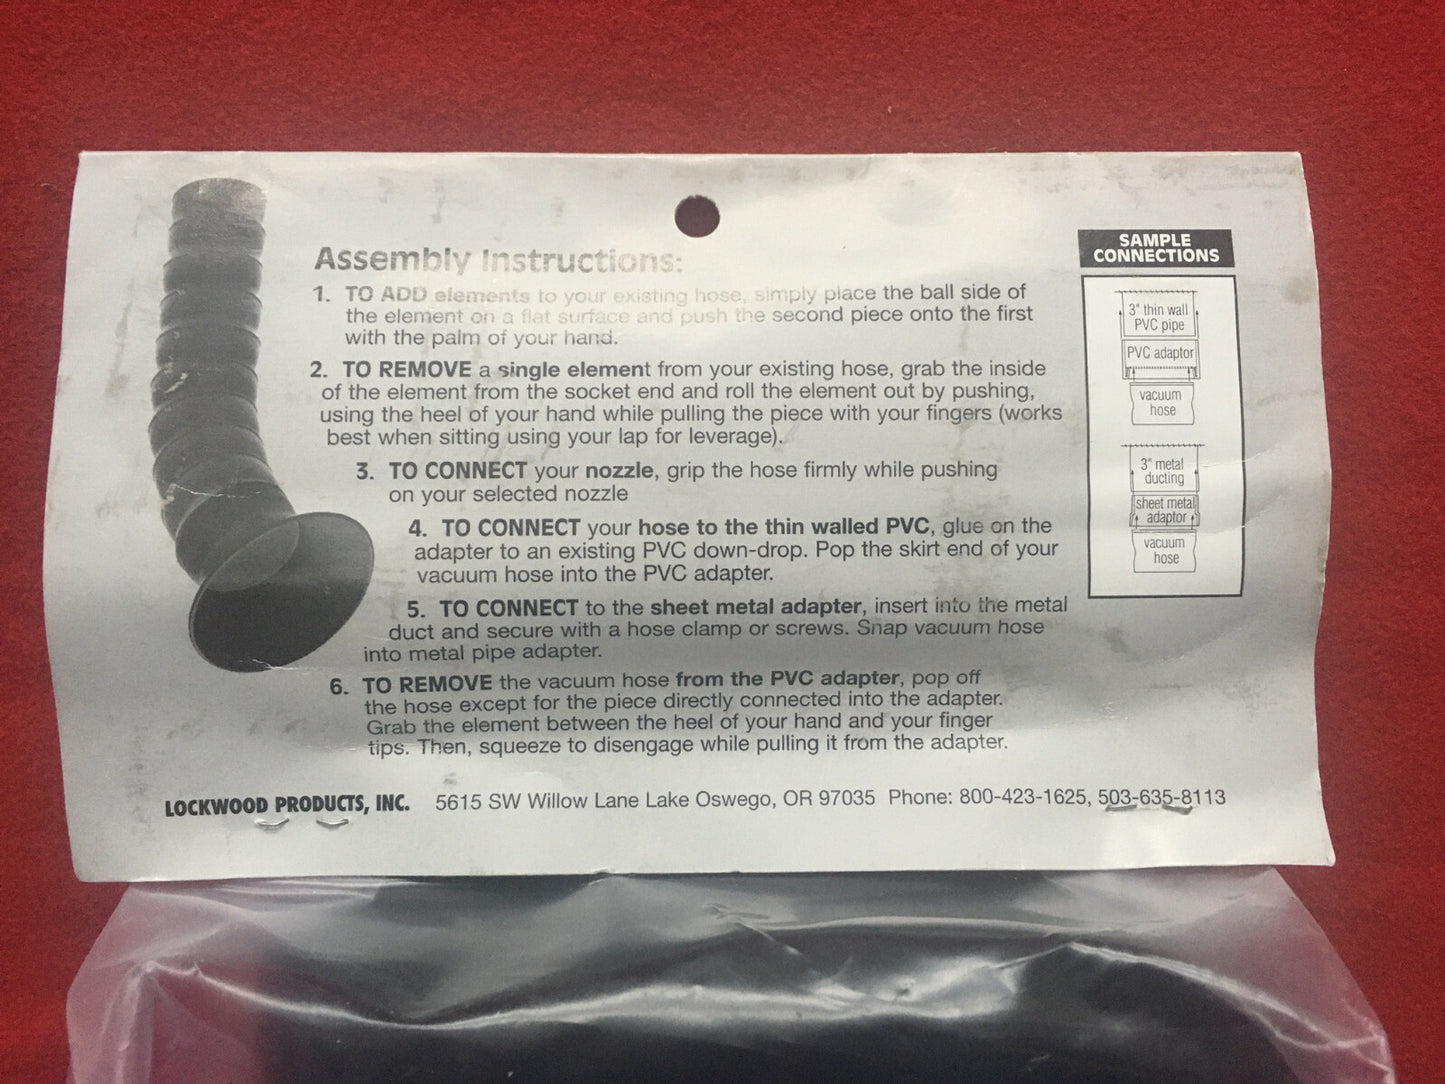 Assembly Instructions:
1. TO ADD elements to your existing hose, simply place the ball side of
the element on a flat surface and push the second piece onto the first
with the palm of your hand.
2. TO REMOVE a single element from your existing hose, grab the inside
of the element from the socket end and roll the element out by pushing,
using the heel of your hand while pulling the piece with your fingers (works
best when sitting using your lap for leverage).
3. TO CONNECT your nozzle, grip the hose firmly while pushing
on your selected nozzle
4. TO CONNECT your hose to the thin walled PVC, glue on the
adapter to an existing PVC down-drop. Pop the skirt end of your
vacuum hose into the PVC adapter.
5. TO CONNECT to the sheet metal adapter, insert into the metal
duct and secure with a hose clamp or screws. Snap vacuum hose
into metal pipe adapter.
6. TO REMOVE the vacuum hose from the PVC adapter, pop off
the hose except for the piece directly connected into the adapter.
Grab the element between the heel of your hand and your finger
tips. Then, squeeze to disengage while pulling it from the adapter.
SAMPLE
CONNECTIONS
3" thin wall
PVC pipe
PVC adaptor
vacuum
hose
3" metal
ducting
sheet metal
adaptor
vacuum
hose
LOCKWOOD PRODUCTS, INC. 5615 SW Willow Lane Lake Oswego, OR 97035 Phone: 800-423-1625, 503-635-8113